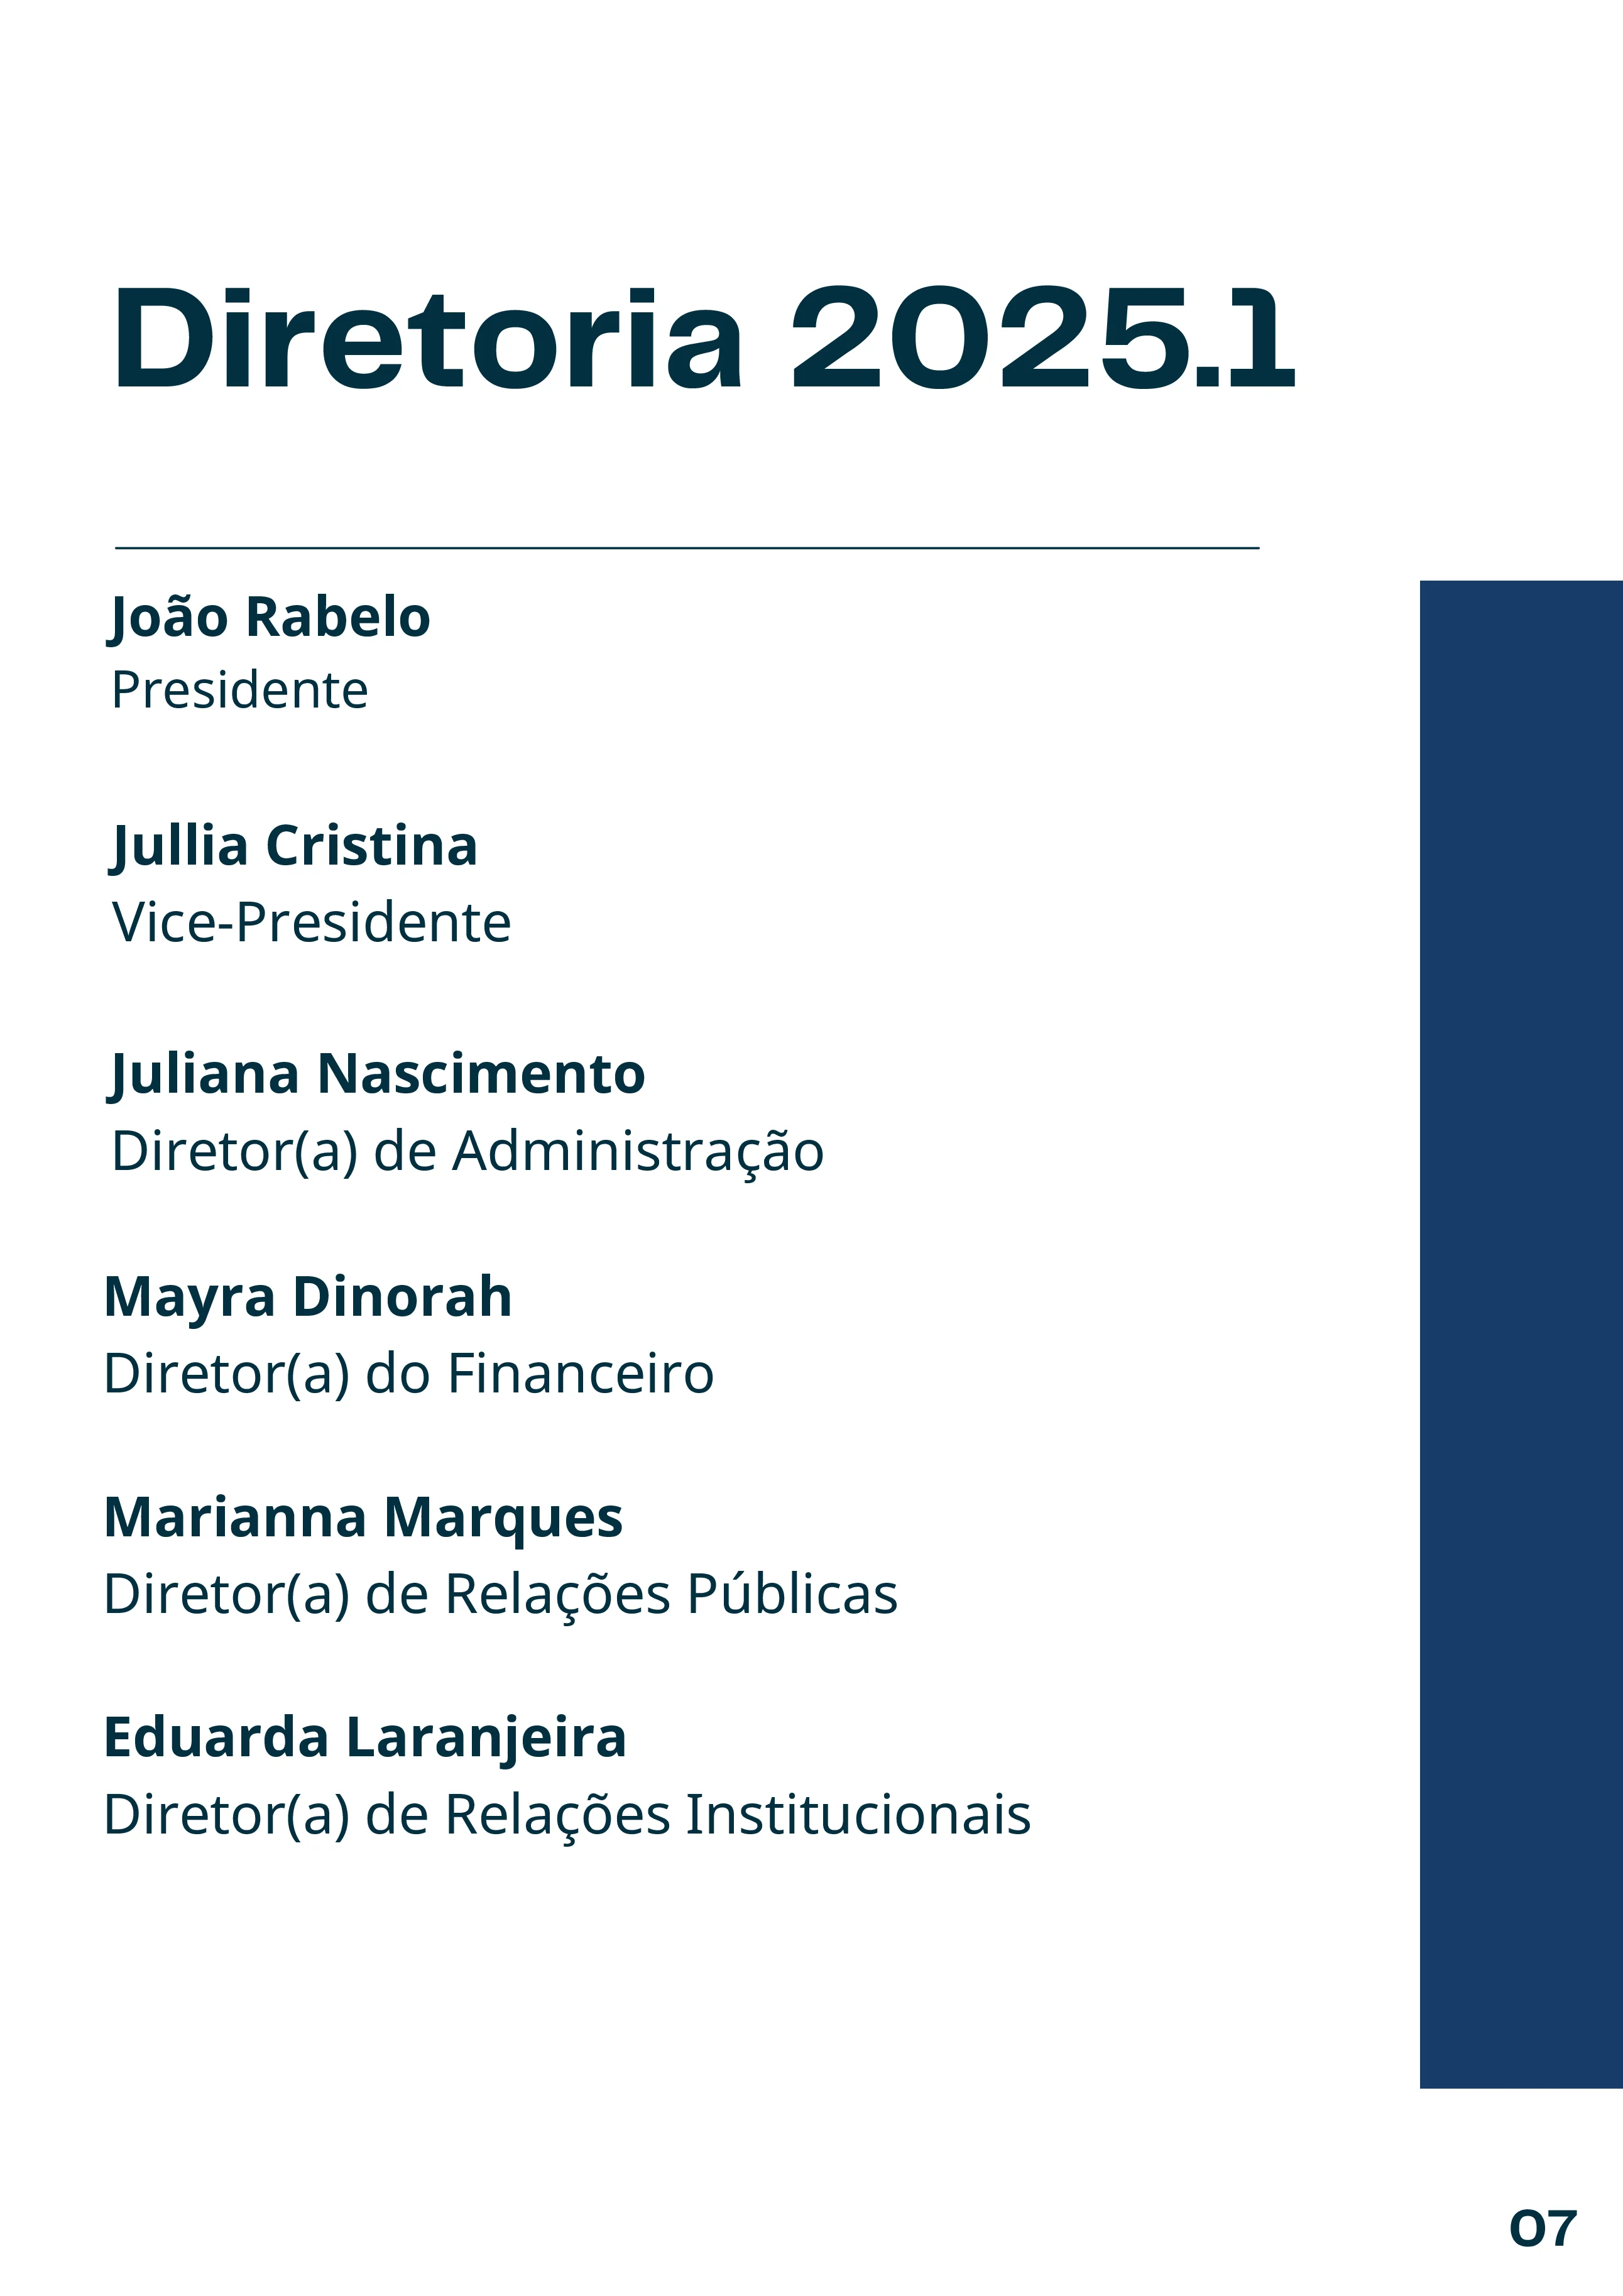 Diretoria 2025.1
João Rabelo
Presidente
Jullia Cristina
Vice-Presidente
Juliana Nascimento
Diretor(a) de Administração
Mayra Dinorah
Diretor(a) do Financeiro
Marianna Marques
Diretor(a) de Relações Públicas
Eduarda Laranjeira
Diretor(a) de Relações Institucionais
07